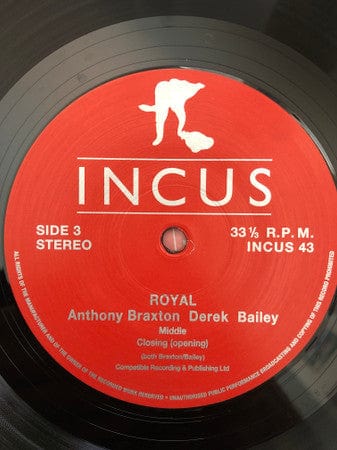 INCUS
SIDE 3
STEREO
33⅓ R.P.M.
INCUS 43
ROYAL
Anthony Braxton Derek Bailey
Middle
Closing (opening)
(both Braxton/Bailey)
Compatible Recording & Publishing Ltd
ALL RIGHTS OF THE MANUFACTURER AND OF THE OWNER OF THE RECORDED WORK RESERVED • UNAUTHORISED PUBLIC PERFORMANCE BROADCASTING AND COPYING OF THIS RECORD PROHIBITED